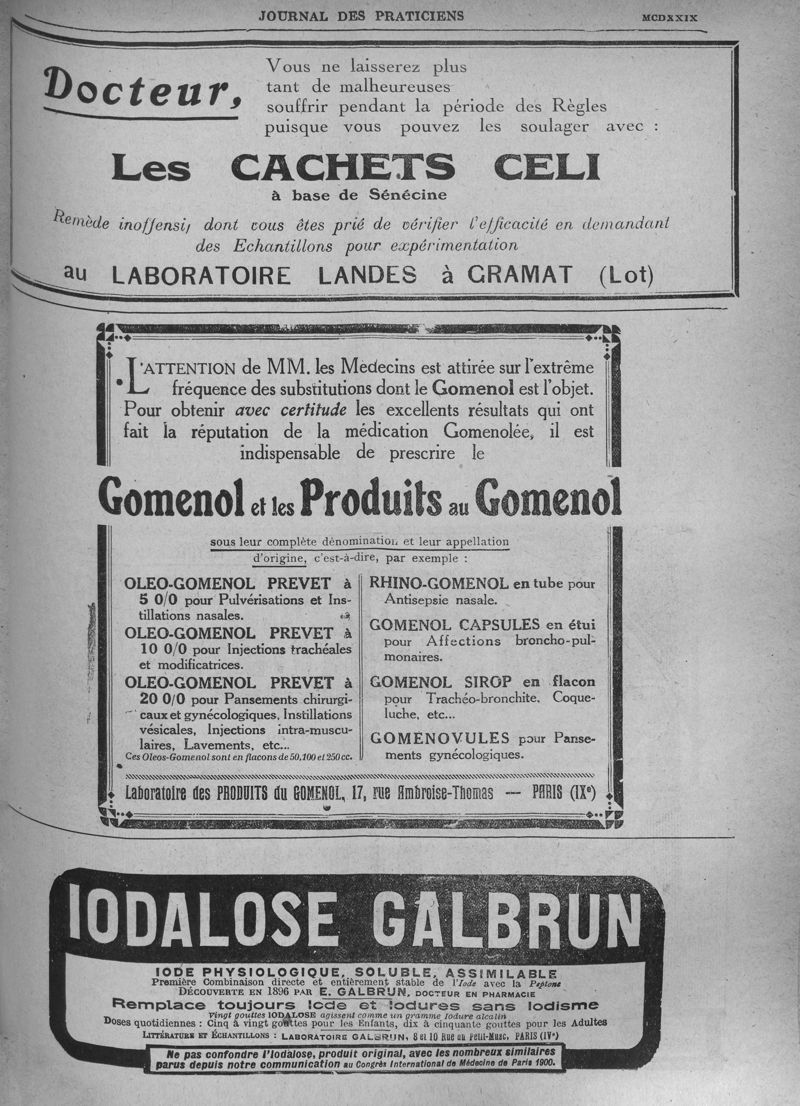 JOURNAL DES PRATICIENS MCDXXIX
Docteur,
Vous ne laisserez plus
tant de malheureuses
souffrir pendant la période des Règles
puisque vous pouvez les soulager avec :
Les CACHETS CELI
à base de Sénécine
Remède inoffensif dont vous êtes prié de vérifier l'efficacité en demandant
des Echantillons pour expérimentation
au LABORATOIRE LANDES à GRAMAT (Lot)
L'ATTENTION de MM. les Medecins est attirée sur l'extrême
fréquence des substitutions dont le Gomenol est l'objet.
Pour obtenir avec certitude les excellents résultats qui ont
fait la réputation de la médication Gomenolée, il est
indispensable de prescrire le
Gomenol et les Produits au Gomenol
sous leur complète dénomination et leur appellation
d'origine, c'est-à-dire, par exemple :
OLEO-GOMENOL PREVET à
5 0/0 pour Pulvérisations et Ins-
tillations nasales.
OLEO-GOMENOL PREVET à
10 0/0 pour Injections trachéales
et modificatrices.
OLEO-GOMENOL PREVET à
20 0/0 pour Pansements chirurgi-
caux et gynécologiques, Instillations
vésicales, Injections intra-muscu-
laires, Lavements, etc...
Ces Oleos-Gomenol sont en flacons de 50, 100 et 250 cc.
RHINO-GOMENOL en tube pour
Antisepsie nasale.
GOMENOL CAPSULES en étui
pour Affections broncho-pul-
monaires.
GOMENOL SIROP en flacon
pour Trachéo-bronchite, Coque-
luche, etc...
GOMENOVULES pour Panse-
ments gynécologiques.
Laboratoire des PRODUITS du GOMENOL, 17, rue Ambroise-Thomas — PARIS (IXe)
IODALOSE GALBRUN
IODE PHYSIOLOGIQUE, SOLUBLE, ASSIMILABLE
Première Combinaison directe et entièrement stable de l'Iode avec la Peptone
DÉCOUVERTE EN 1896 PAR E. GALBRUN, DOCTEUR EN PHARMACIE
Remplace toujours Iode et Iodures sans Iodisme
Vingt gouttes IODALOSE agissent comme un gramme Iodure alcalin
Doses quotidiennes : Cinq à vingt gouttes pour les Enfants, dix à cinquante gouttes pour les Adultes
LITTÉRATURE ET ÉCHANTILLONS : LABORATOIRE GALBRUN, 8 et 10 Rue du Petit-Musc, PARIS (IVe)
Ne pas confondre l'Iodalose, produit original, avec les nombreux similaires
parus depuis notre communication au Congrès International de Médecine de Paris 1900.